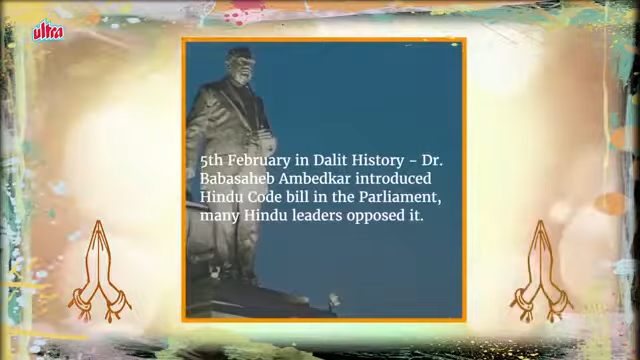 ultra
5th February in Dalit History - Dr.
Babasaheb Ambedkar introduced
Hindu Code bill in the Parliament,
many Hindu leaders opposed it.